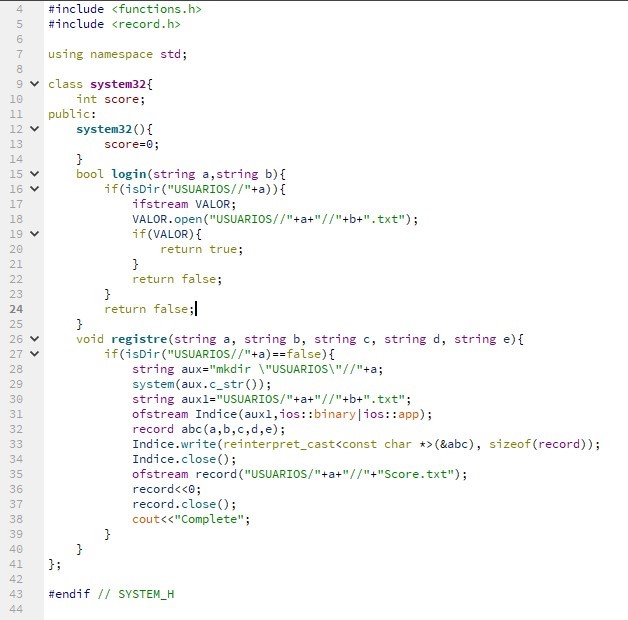 4 #include <functions.h>
5 #include <record.h>
6
7 using namespace std;
8
9 class system32{
10     int score;
11 public:
12     system32(){
13         score=0;
14     }
15     bool login(string a,string b){
16         if(isDir("USUARIOS//"+a)){
17             ifstream VALOR;
18             VALOR.open("USUARIOS//"+a+"//"+b+".txt");
19             if(VALOR){
20                 return true;
21             }
22             return false;
23         }
24         return false;
25     }
26     void registre(string a, string b, string c, string d, string e){
27         if(isDir("USUARIOS//"+a)==false){
28             string aux="mkdir \"USUARIOS\"//"+a;
29             system(aux.c_str());
30             string aux1="USUARIOS/"+a+"//"+b+".txt";
31             ofstream Indice(aux1,ios::binary|ios::app);
32             record abc(a,b,c,d,e);
33             Indice.write(reinterpret_cast<const char *>(&abc), sizeof(record));
34             Indice.close();
35             ofstream record("USUARIOS/"+a+"//"+"Score.txt");
36             record<<0;
37             record.close();
38             cout<<"Complete";
39         }
40     }
41 };
42
43 #endif // SYSTEM_H
44